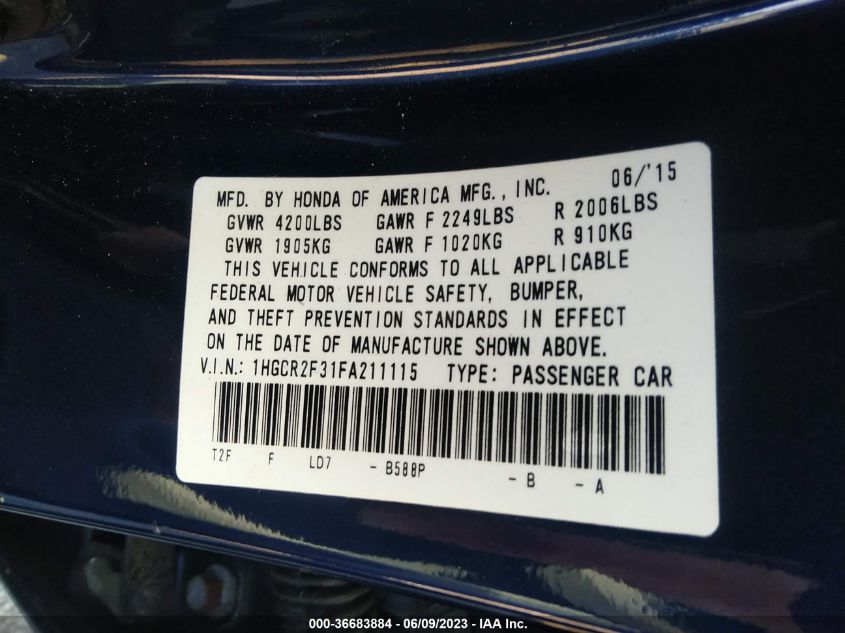 MFD. BY HONDA OF AMERICA MFG., INC. 06/'15
GVWR 4200LBS GAWR F 2249LBS R 2006LBS
GVWR 1905KG GAWR F 1020KG R 910KG
THIS VEHICLE CONFORMS TO ALL APPLICABLE
FEDERAL MOTOR VEHICLE SAFETY, BUMPER,
AND THEFT PREVENTION STANDARDS IN EFFECT
ON THE DATE OF MANUFACTURE SHOWN ABOVE.
V.I.N.: 1HGCR2F31FA211115 TYPE: PASSENGER CAR
T2F F LD7 - B588P - B - A
000-36683884 - 06/09/2023 - IAA Inc.